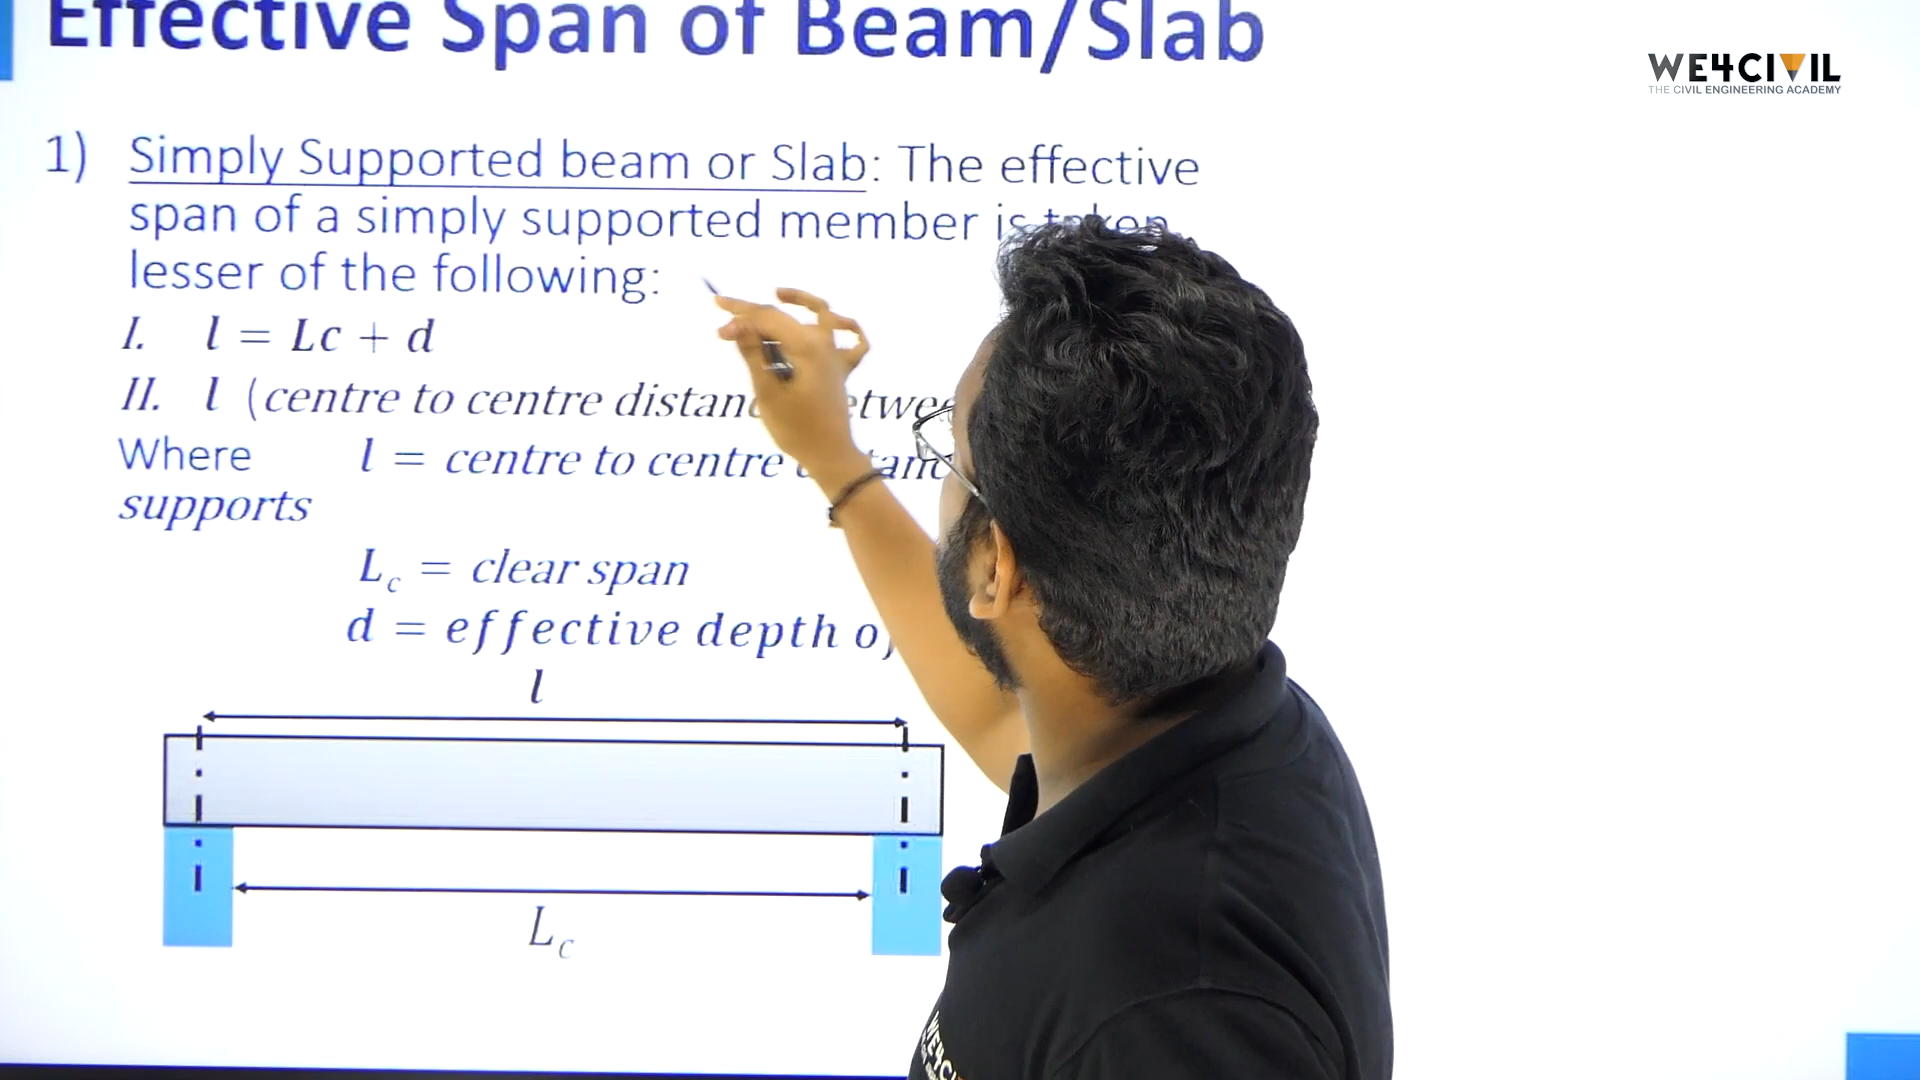 Effective Span of Beam/Slab
WE4CIVIL
THE CIVIL ENGINEERING ACADEMY
1) Simply Supported beam or Slab: The effective
span of a simply supported member is taken
lesser of the following:
I. l = Lc + d
II. l (centre to centre distance
Where l = centre to centre
supports
Lc = clear span
d = effective depth
l
Lc